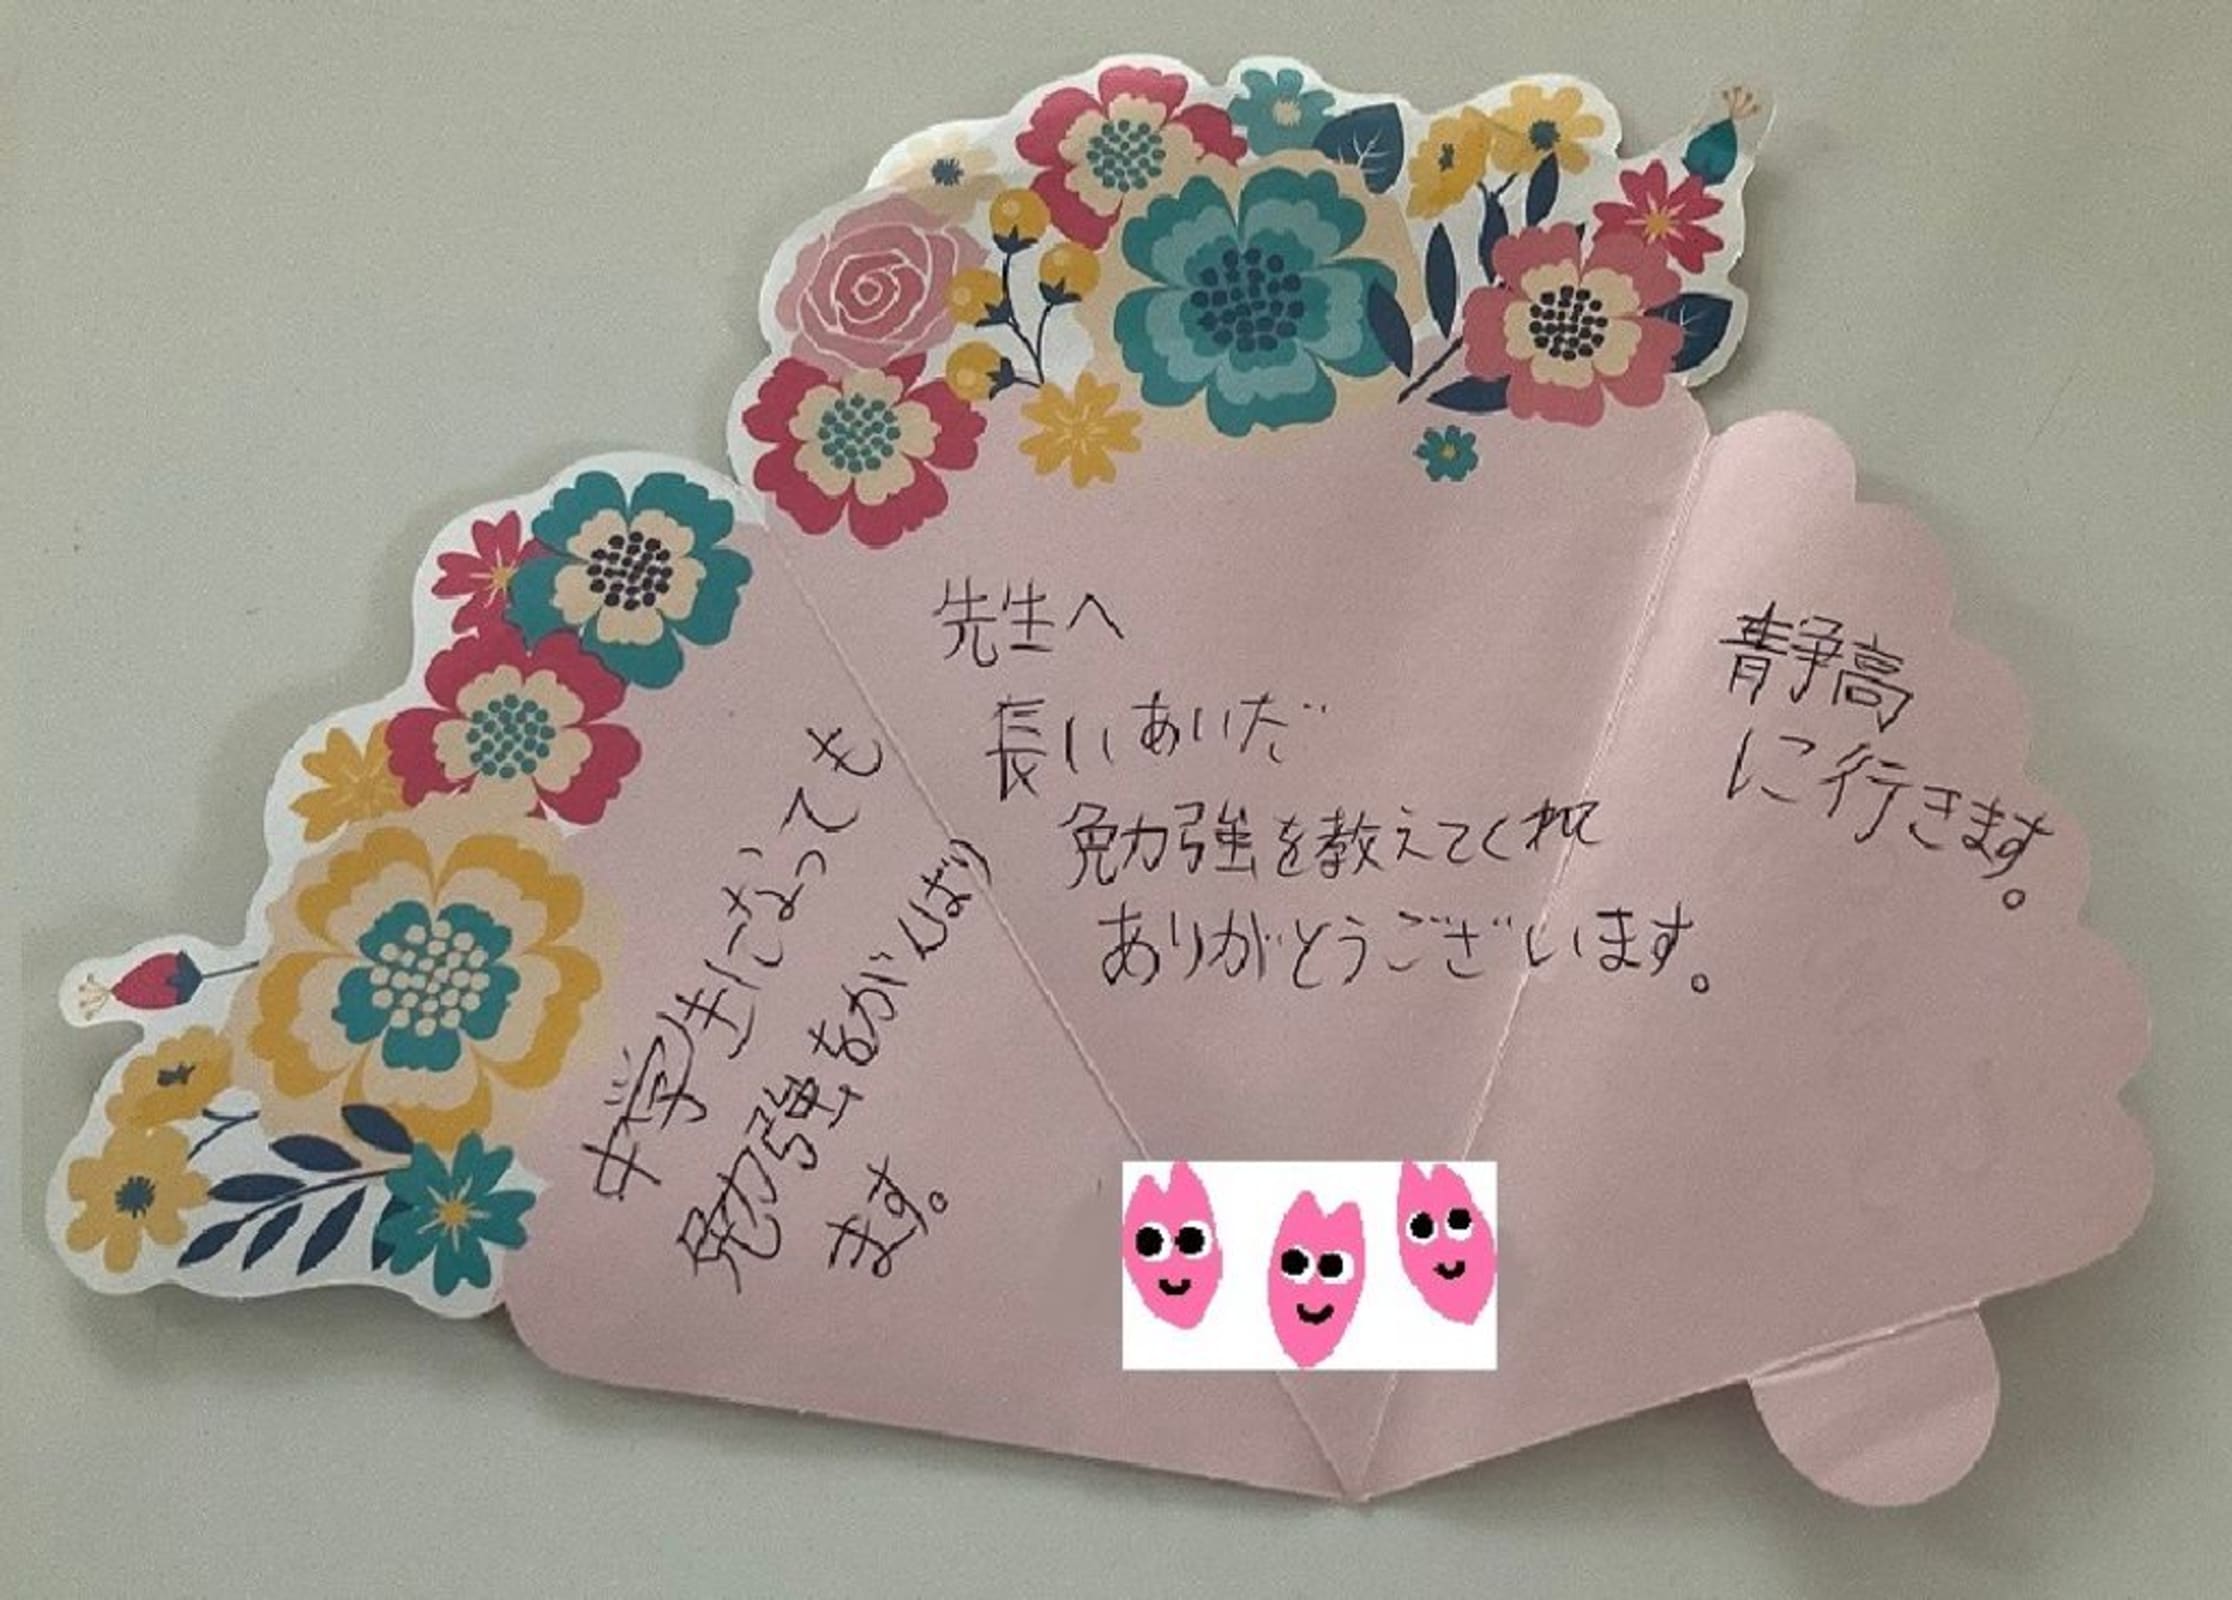 先生へ
長いあいだ
勉強を教えてくれて
ありがとうございます。
中学生になっても
勉強をがんばり
ます。
静高
に行きます。